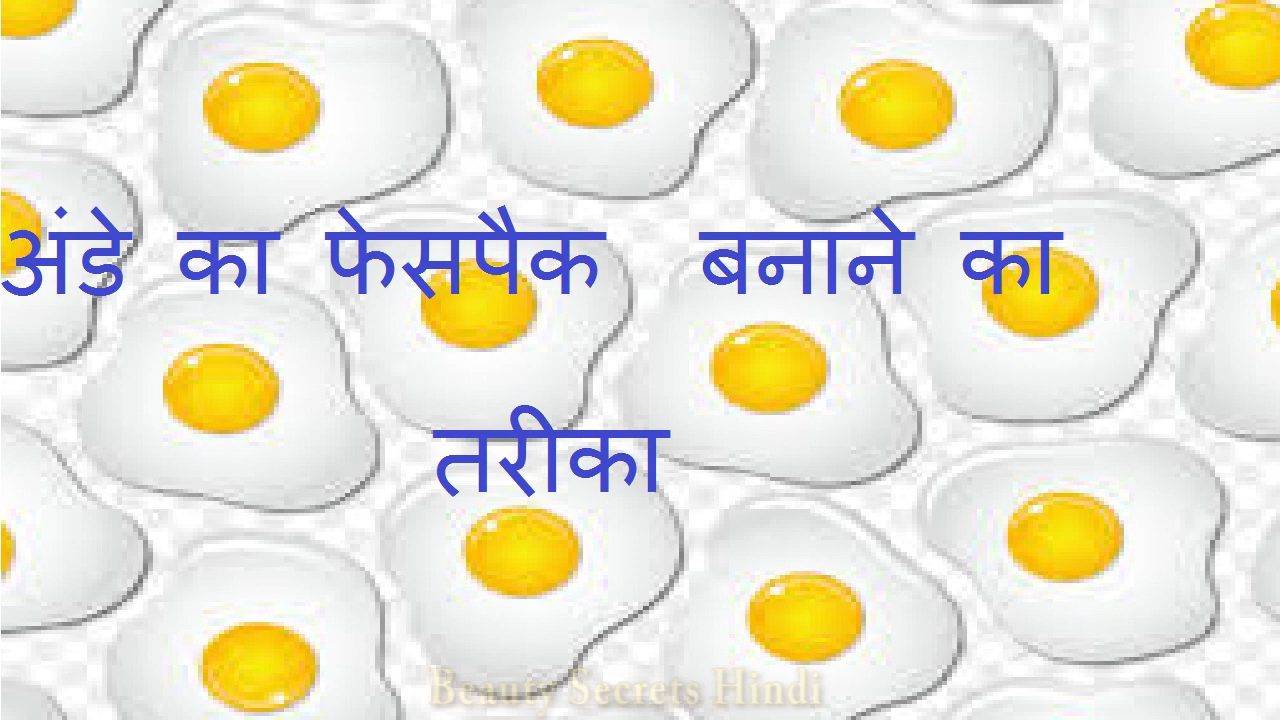 अंडे का फेसपैक बनाने का
तरीका
Beauty Secrets Hindi